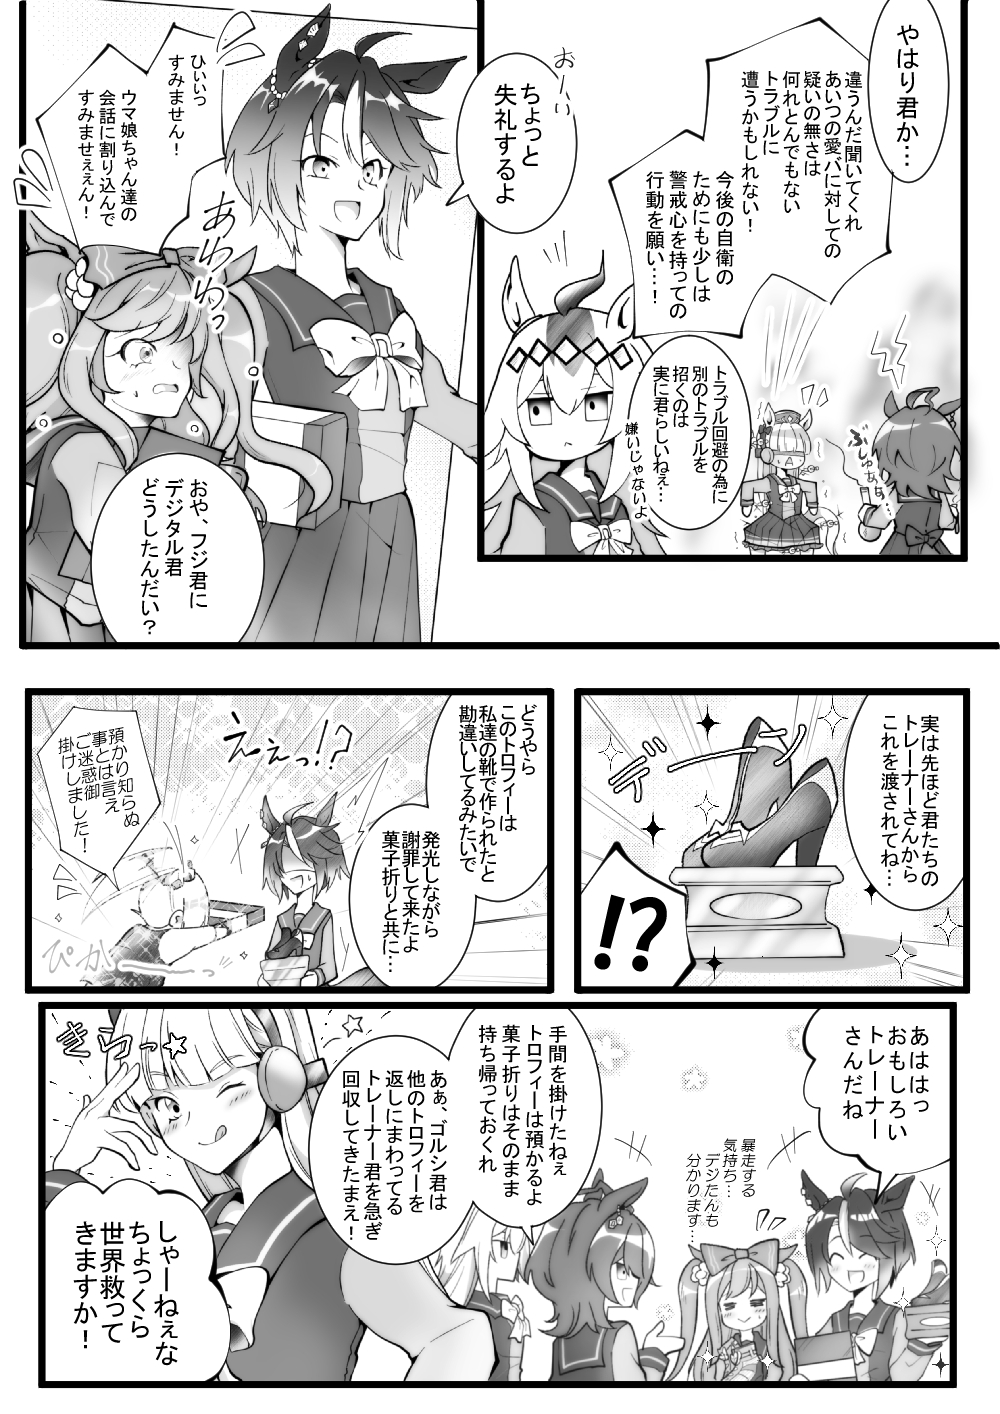 やはり君か…
違うんだ聞いてくれ
あいつの愛バに対しての
疑いの無さは
何れとんでもない
トラブルに
遭うかもしれない！
今後の自衛の
ためにも少しは
警戒心を持っての
行動を願い…！
トラブル回避の為に
別のトラブルを
招くのは
実に君らしいねぇ…
嫌いじゃないよ
ぶしゅああぁ…
おーい
ちょっと
失礼するよ
ひいいっ
すみません！
ウマ娘ちゃん達の
会話に割り込んで
すみませぇぇん！
あわわわっ
おや、フジ君に
デジタル君
どうしたんだい？
実は先ほど君たちの
トレーナーさんから
これを渡されてね…
デデーン
！？
どうやら
このトロフィーは
私達の靴で作られたと
勘違いしてるみたいで
発光しながら
謝罪して来たよ
菓子折りと共に…
えぇっ！？
預かり知らぬ
事とは言え
ご迷惑御
掛けしました！
ぴかーーっ
あははっ
おもしろい
トレーナー
さんだね
暴走する
気持ち…
デジたんも
分かります…
手間を掛けたねぇ
トロフィーは預かるよ
菓子折りはそのまま
持ち帰っておくれ
あぁ、ゴルシ君は
他のトロフィーを
返しにまわってる
トレーナー君を急ぎ
回収してきたまえ！
きらっ☆
しゃーねぇな
ちょっくら
世界救って
きますか！